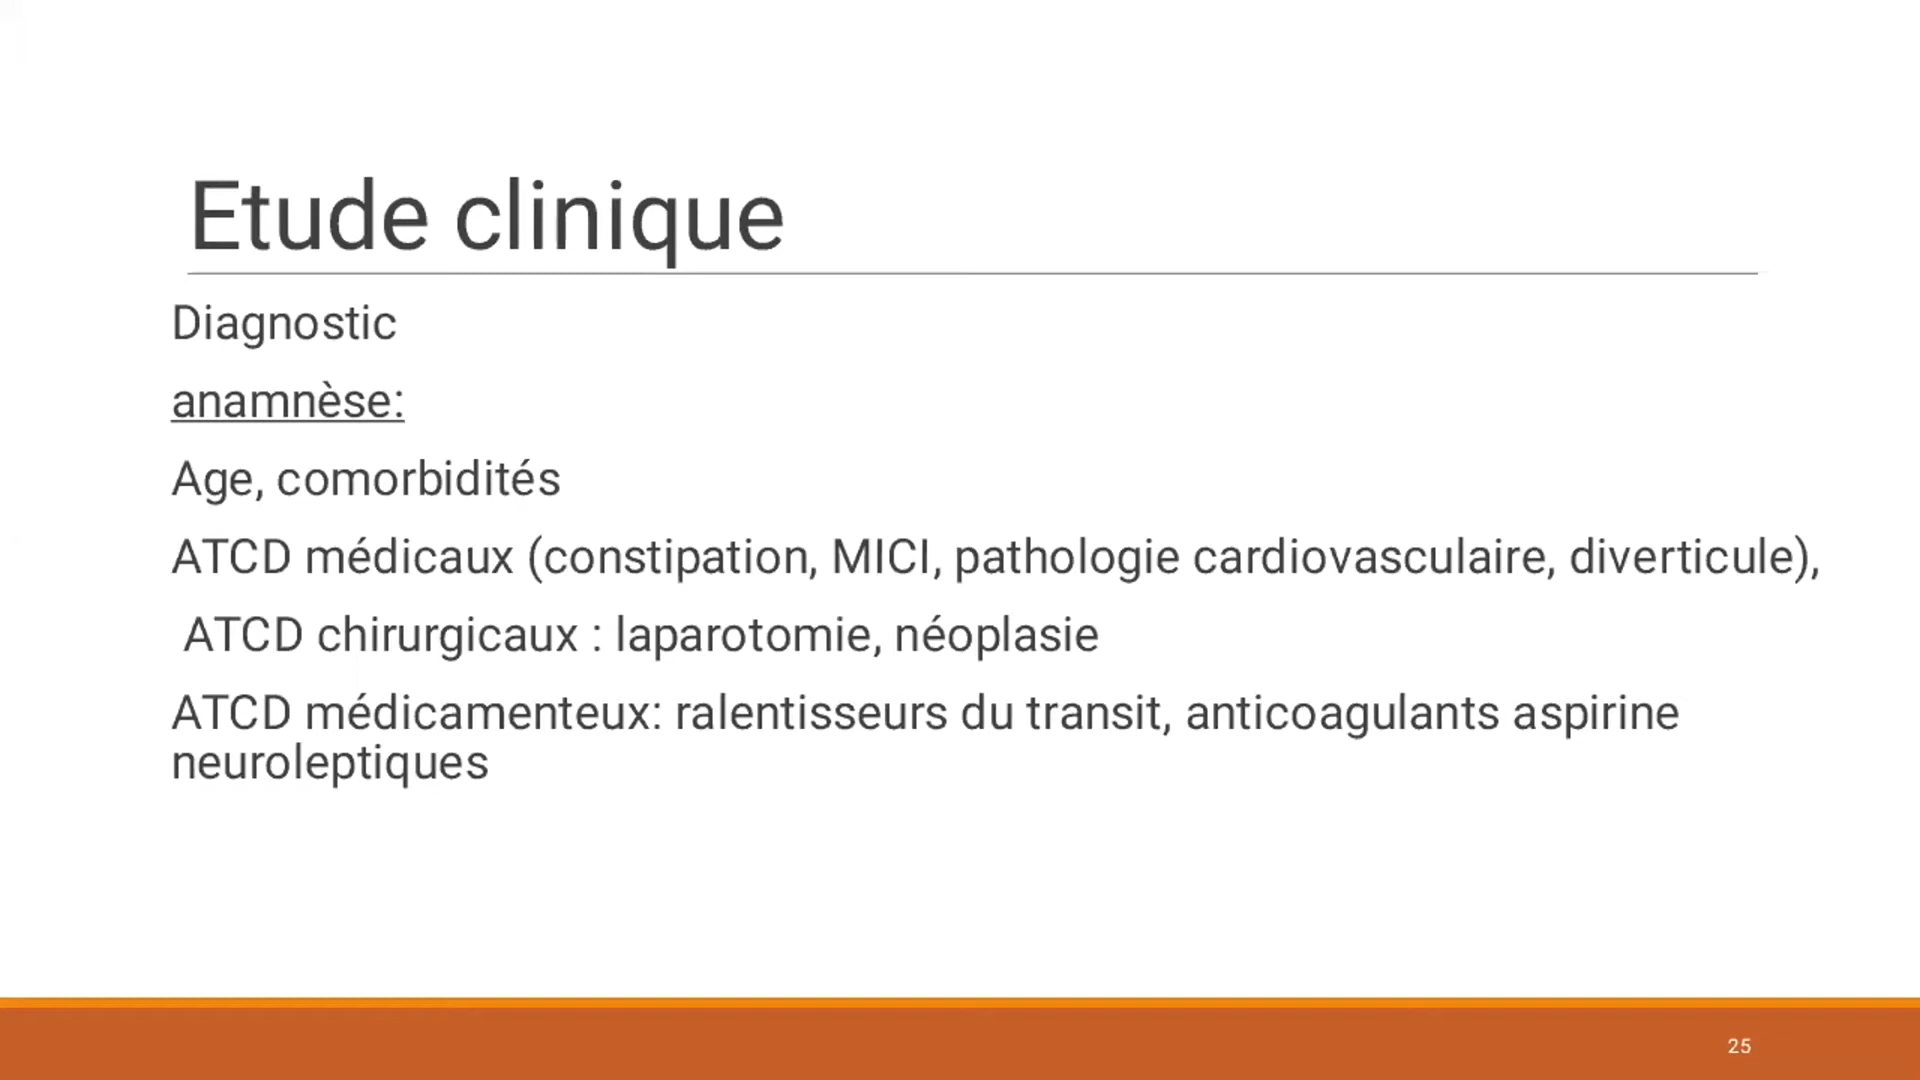 Etude clinique
Diagnostic
anamnèse:
Age, comorbidités
ATCD médicaux (constipation, MICI, pathologie cardiovasculaire, diverticule),
ATCD chirurgicaux : laparotomie, néoplasie
ATCD médicamenteux: ralentisseurs du transit, anticoagulants aspirine
neuroleptiques
25